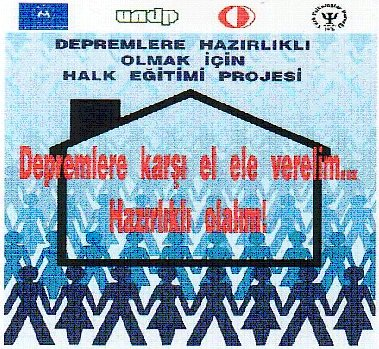 undp
DEPREMLERE HAZIRLIKLI
OLMAK İÇİN
HALK EĞİTİMİ PROJESİ
Depremlere karşı el ele verelim...
Hazırlıklı olalım!